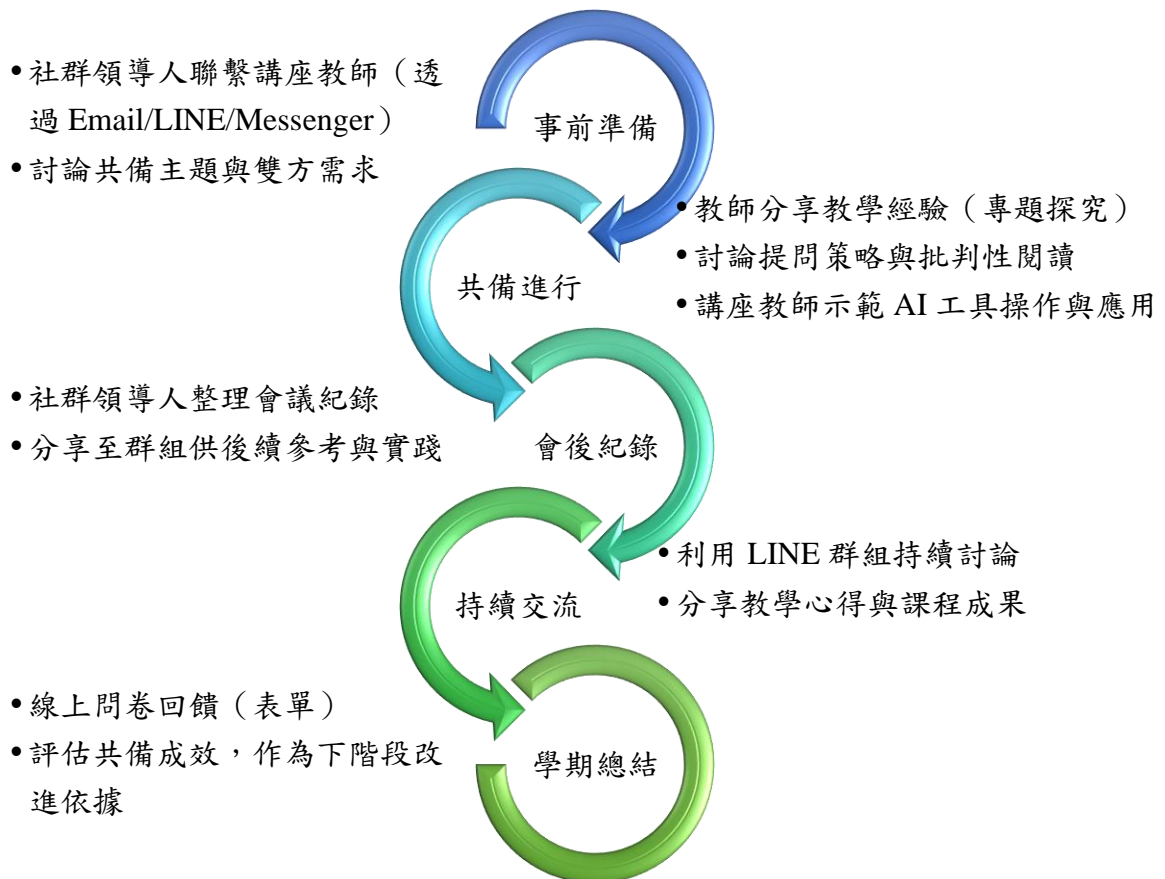 •社群領導人聯繫講座教師（透
過 Email/LINE/Messenger）
•討論共備主題與雙方需求
事前準備
•教師分享教學經驗（專題探究）
•討論提問策略與批判性閱讀
•講座教師示範 AI 工具操作與應用
共備進行
•社群領導人整理會議紀錄
•分享至群組供後續參考與實踐
會後紀錄
•利用 LINE 群組持續討論
•分享教學心得與課程成果
持續交流
•線上問卷回饋（表單）
•評估共備成效，作為下階段改
進依據
學期總結